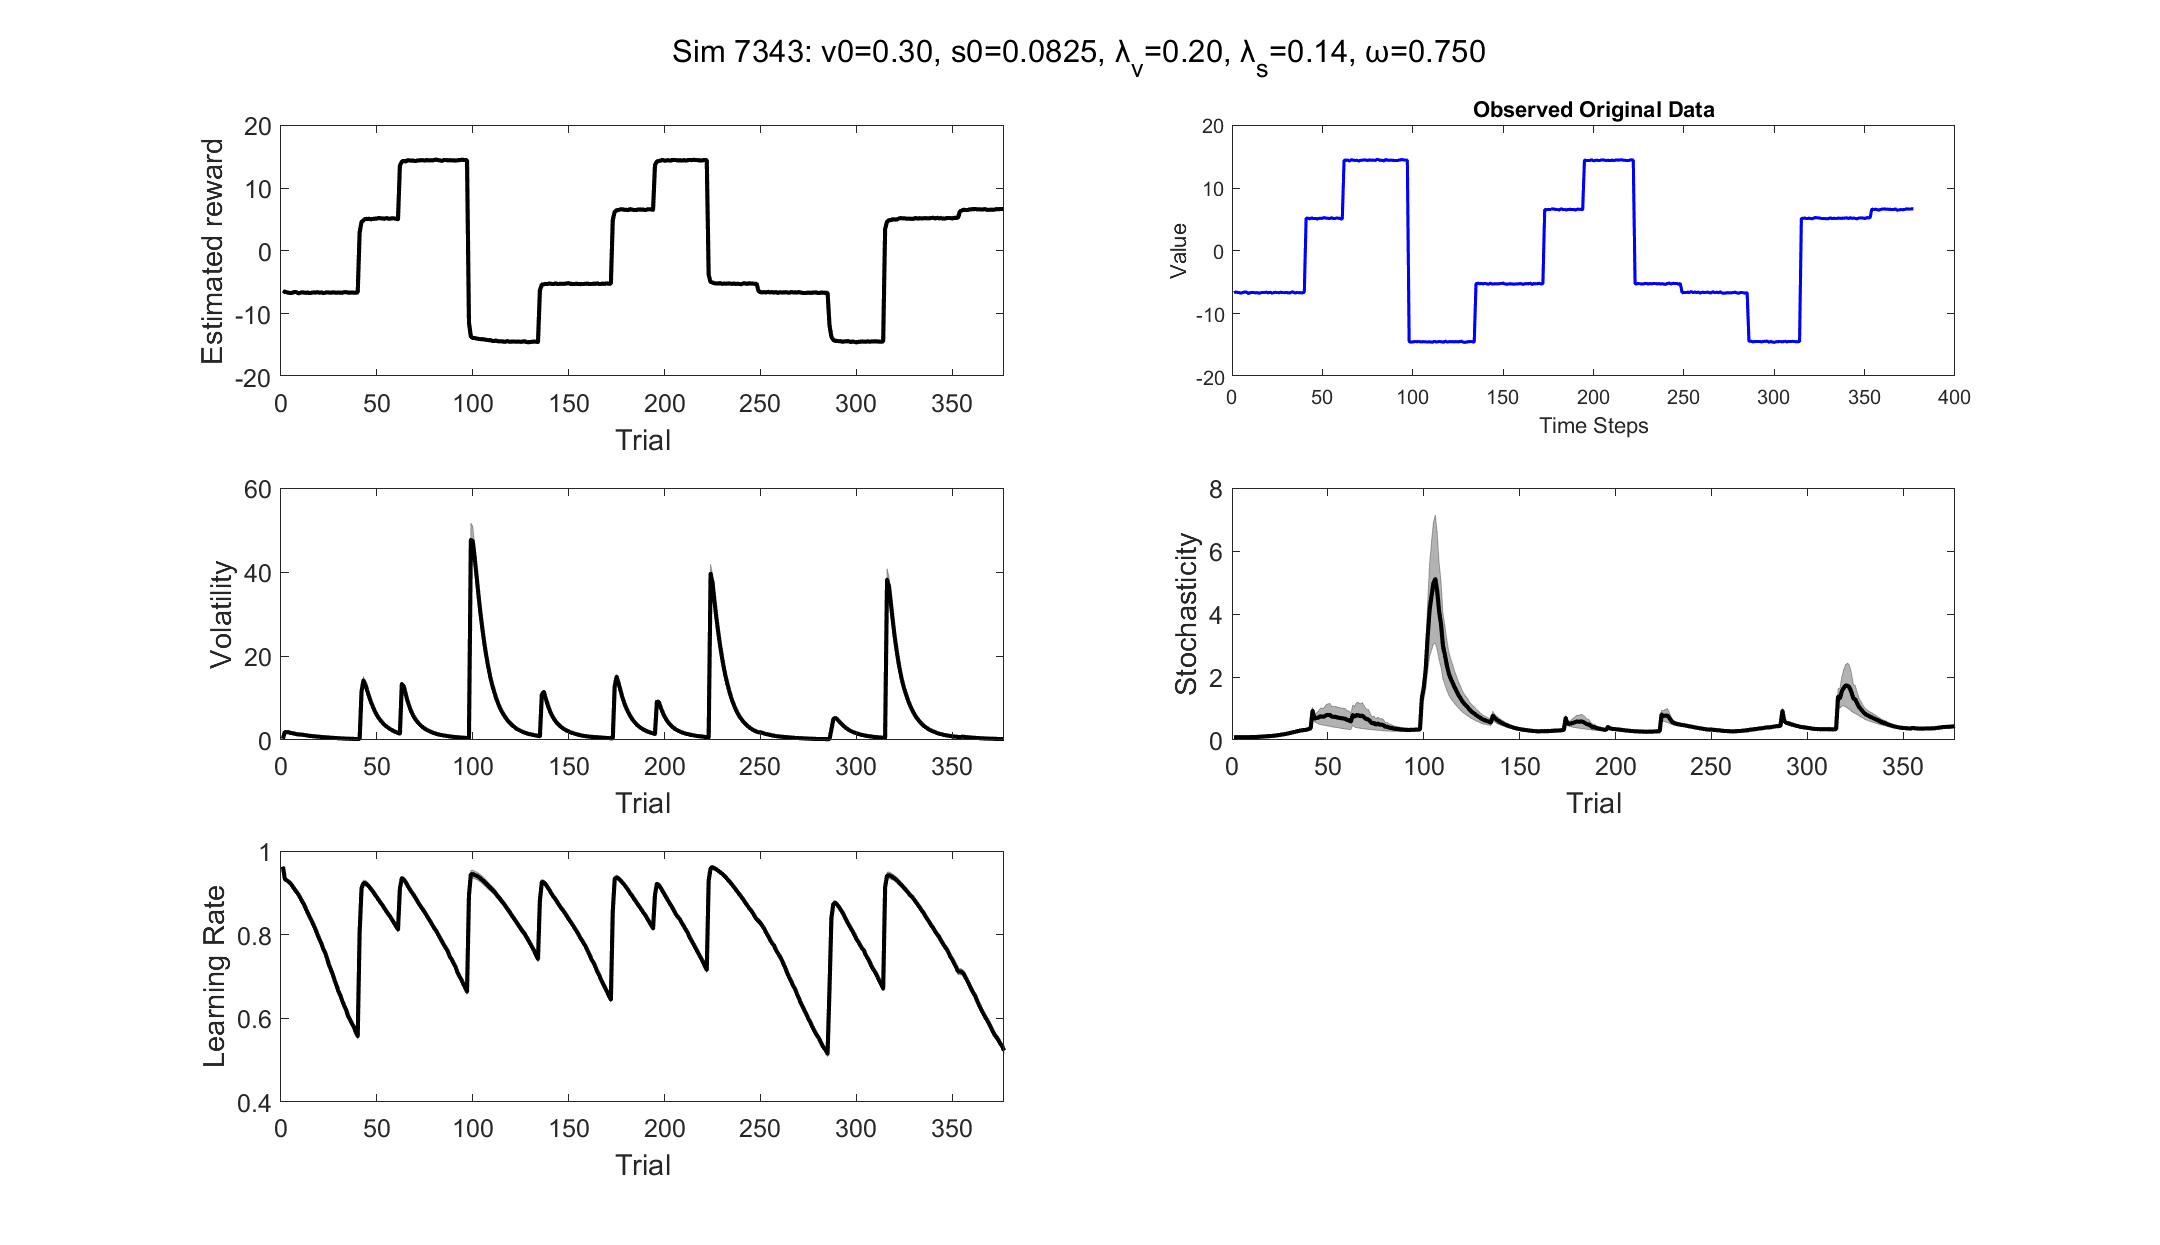 Sim 7343: v0=0.30, s0=0.0825, λv=0.20, λs=0.14, ω=0.750
Estimated reward
20
10
0
-10
-20
0 50 100 150 200 250 300 350
Trial
Observed Original Data
Value
20
10
0
-10
-20
0 50 100 150 200 250 300 350 400
Time Steps
Volatility
60
40
20
0
0 50 100 150 200 250 300 350
Trial
Stochasticity
8
6
4
2
0
0 50 100 150 200 250 300 350
Trial
Learning Rate
1
0.8
0.6
0.4
0 50 100 150 200 250 300 350
Trial